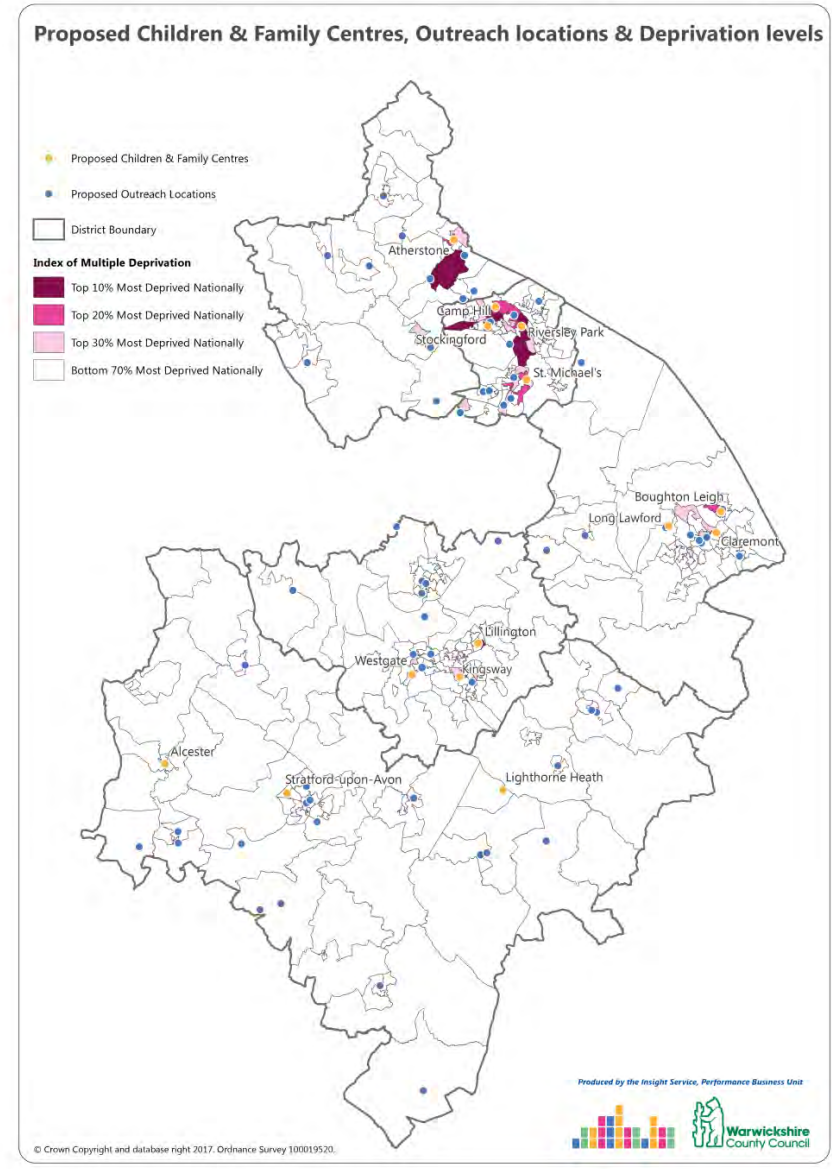 Proposed Children & Family Centres, Outreach locations & Deprivation levels
Proposed Children & Family Centres
Proposed Outreach Locations
District Boundary
Index of Multiple Deprivation
Top 10% Most Deprived Nationally
Top 20% Most Deprived Nationally
Top 30% Most Deprived Nationally
Bottom 70% Most Deprived Nationally
Atherstone
Camp Hill
Riversley Park
Stockingford
St. Michael's
Boughton Leigh
Long Lawford
Claremont
Lillington
Westgate
Kingsway
Alcester
Stratford-upon-Avon
Lighthorne Heath
Produced by the Insight Service, Performance Business Unit
Warwickshire
County Council
© Crown Copyright and database right 2017. Ordnance Survey 100019520.